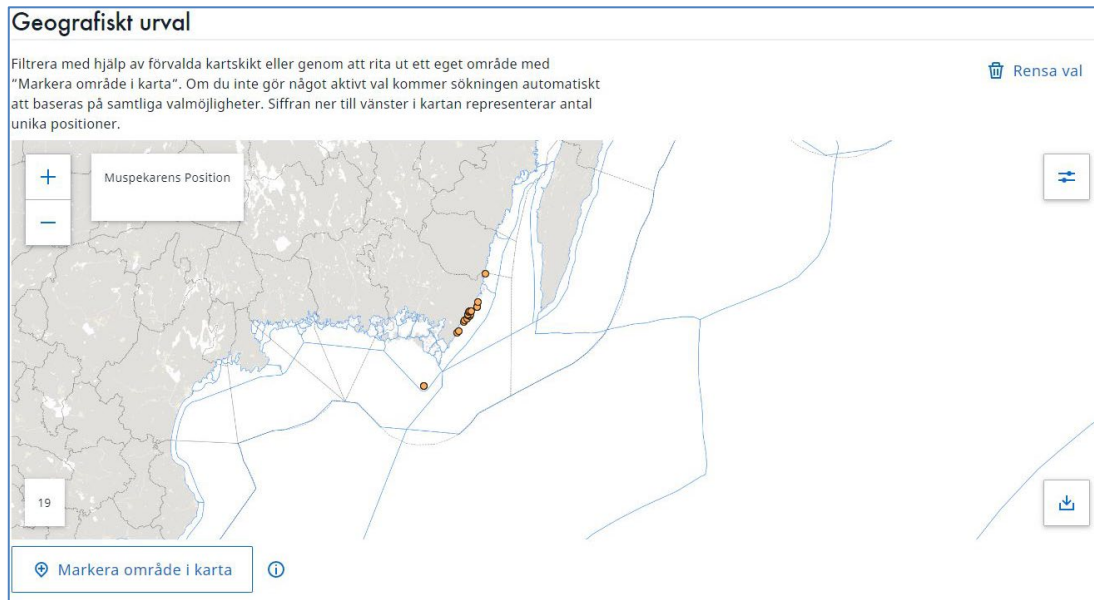 Geografiskt urval
Filtrera med hjälp av förvalda kartskikt eller genom att rita ut ett eget område med
"Markera område i karta". Om du inte gör något aktivt val kommer sökningen automatiskt
att baseras på samtliga valmöjligheter. Siffran ner till vänster i kartan representerar antal
unika positioner.
Rensa val
Muspekarens Position
19
Markera område i karta